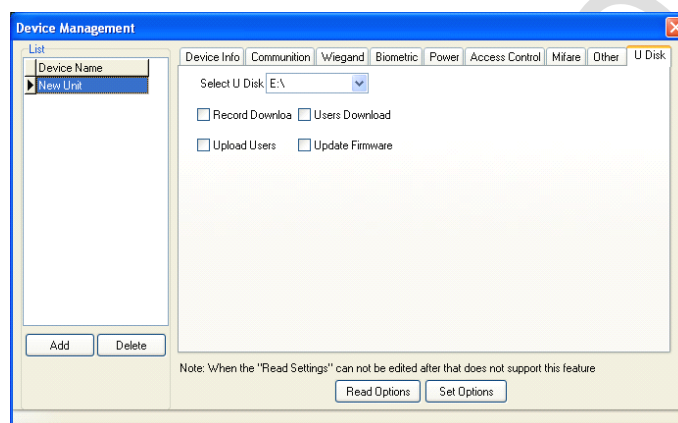 Device Management
List
Device Name
New Unit
Add Delete
Device Info Communition Wiegand Biometric Power Access Control Mifare Other U Disk
Select U Disk E:\
Record Downloa Users Download
Upload Users Update Firmware
Note: When the "Read Settings" can not be edited after that does not support this feature
Read Options Set Options